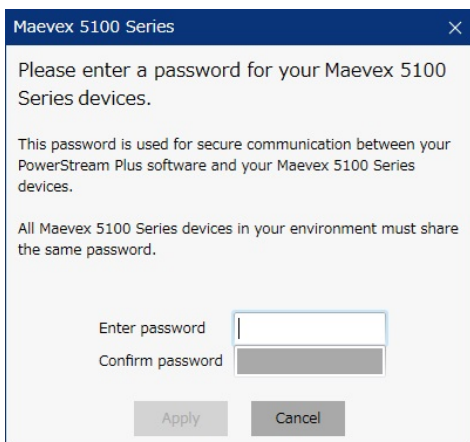 Maevex 5100 Series
Please enter a password for your Maevex 5100
Series devices.
This password is used for secure communication between your
PowerStream Plus software and your Maevex 5100 Series
devices.
All Maevex 5100 Series devices in your environment must share
the same password.
Enter password
Confirm password
Apply Cancel